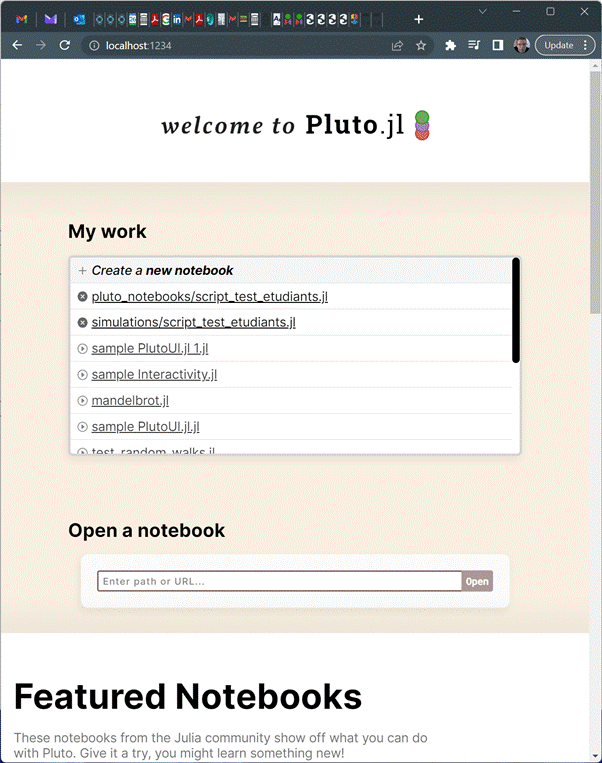 localhost:1234
Update
welcome to Pluto.jl
My work
+ Create a new notebook
pluto_notebooks/script_test_etudiants.jl
simulations/script_test_etudiants.jl
sample PlutoUI.jl 1.jl
sample Interactivity.jl
mandelbrot.jl
sample PlutoUI.jl.jl
test_random_walks.jl
Open a notebook
Enter path or URL...
Open
Featured Notebooks
These notebooks from the Julia community show off what you can do
with Pluto. Give it a try, you might learn something new!